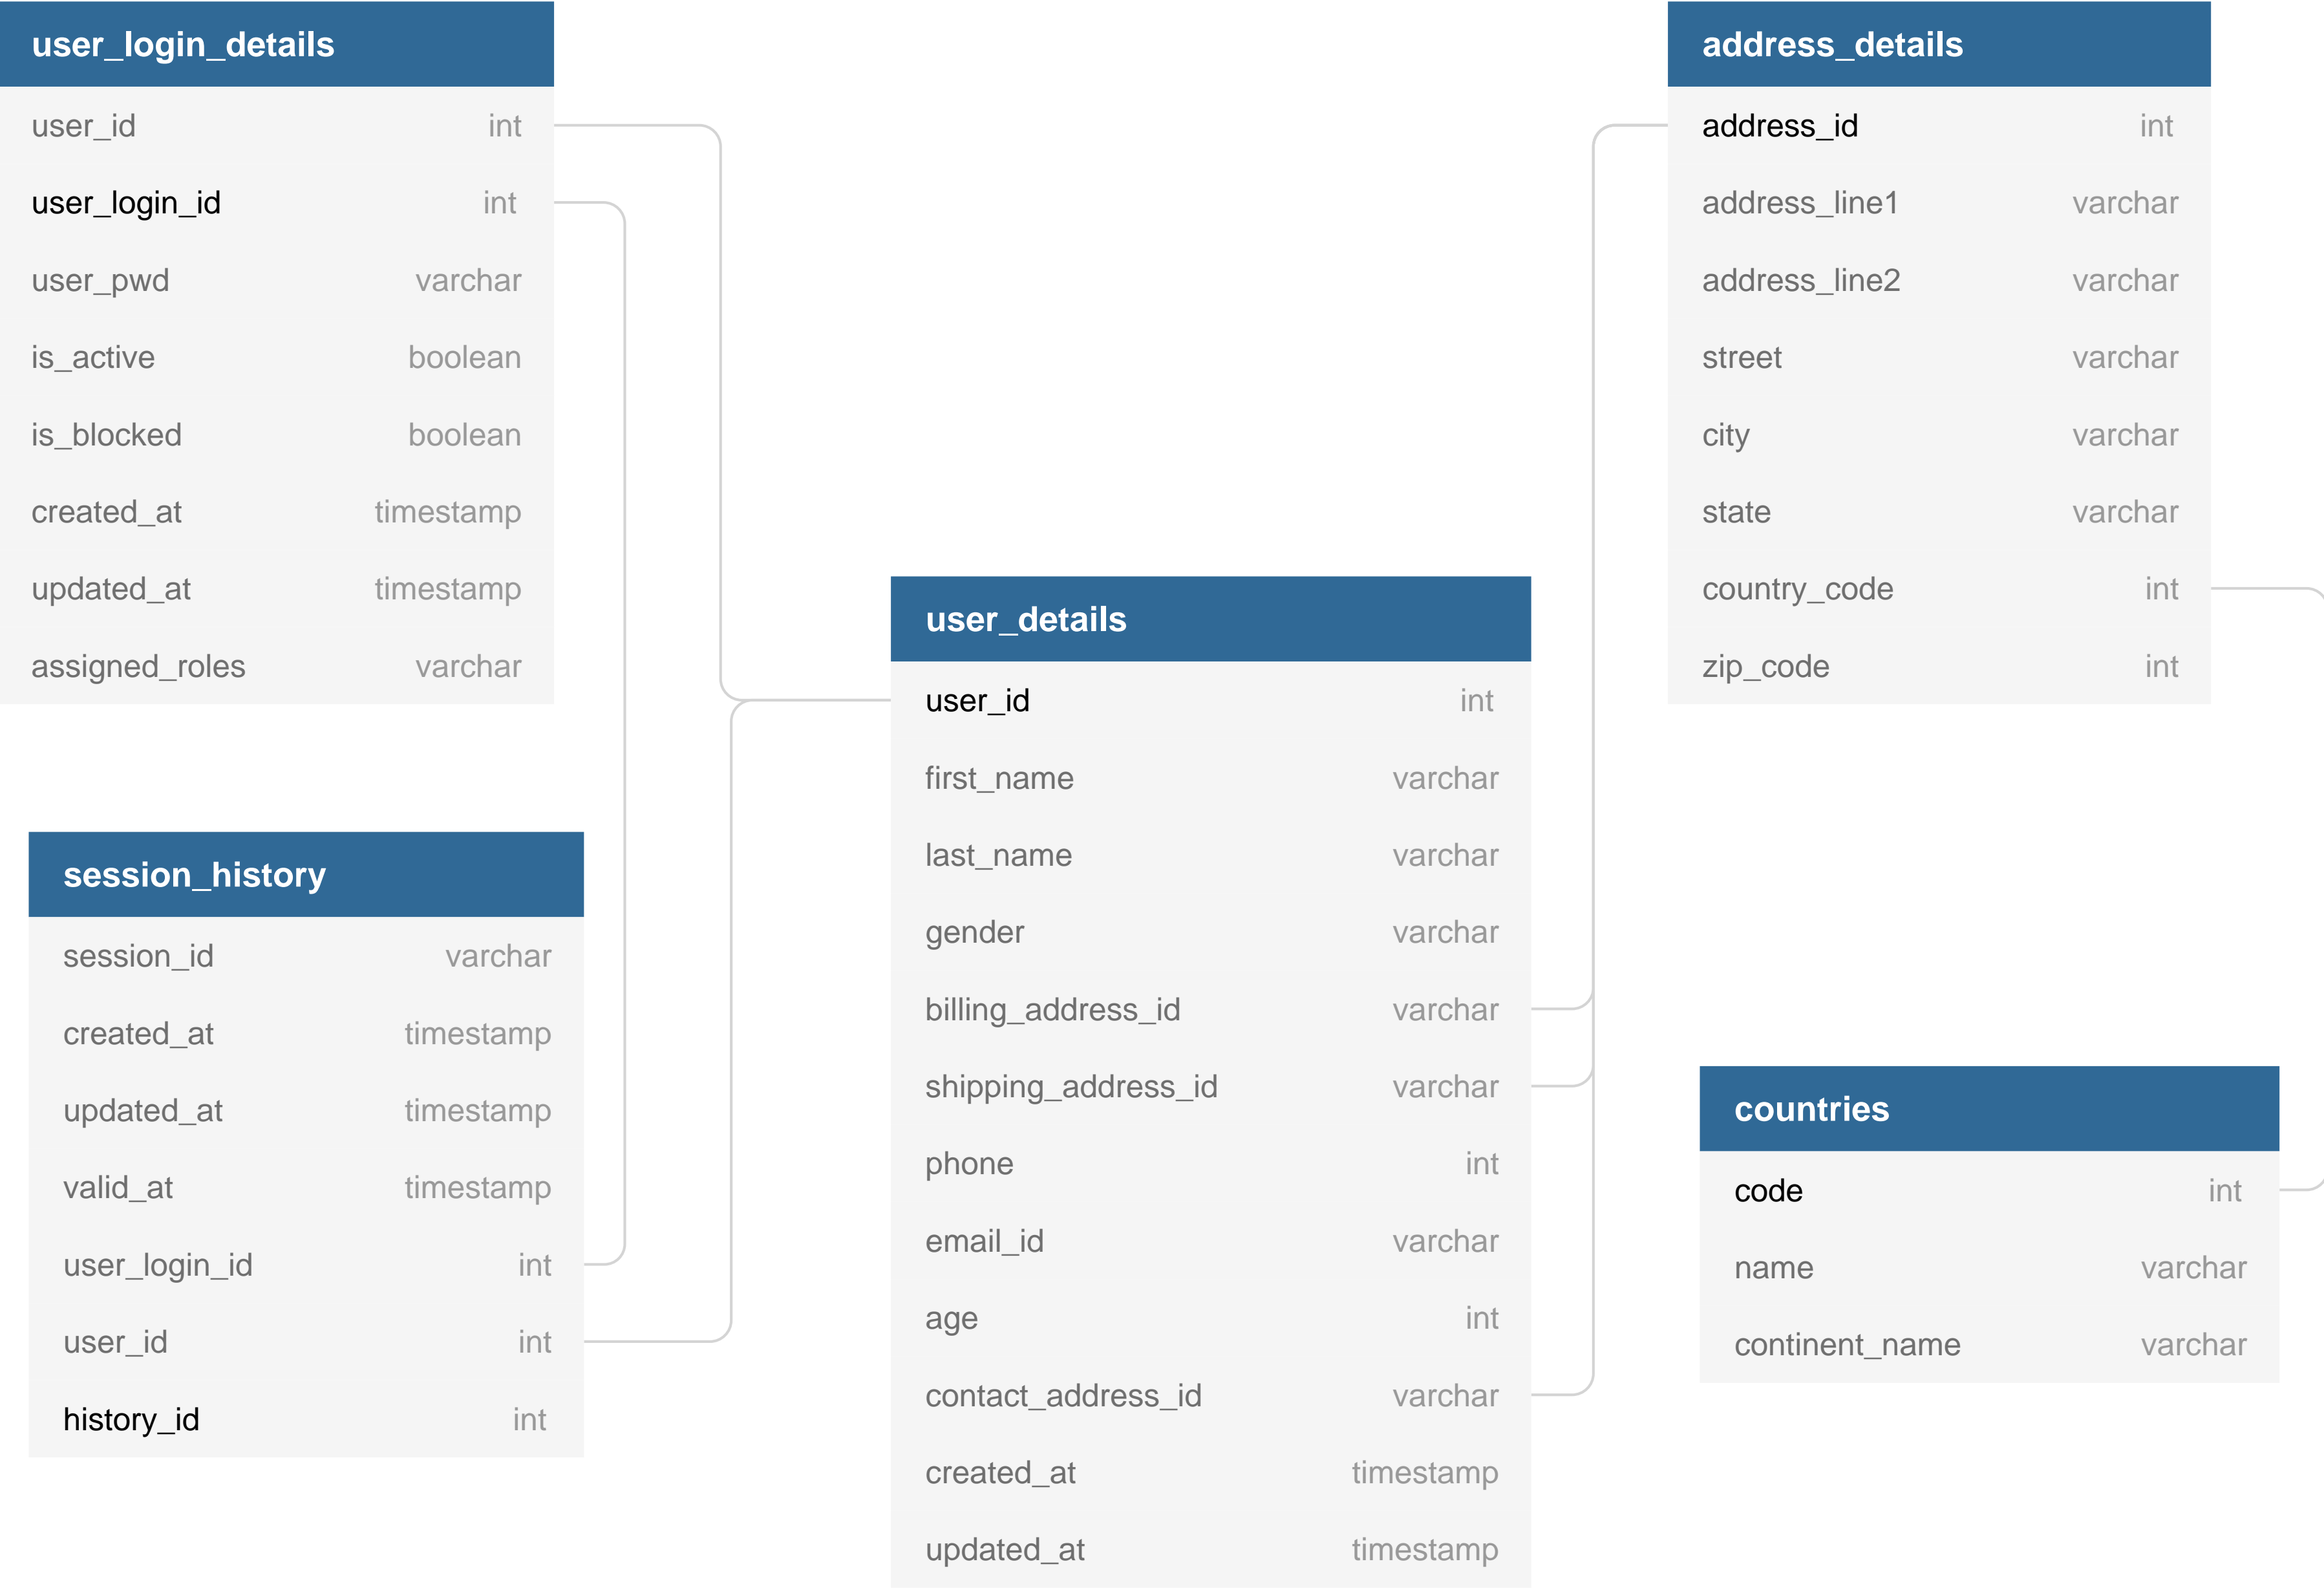 user_login_details
user_id int
user_login_id int
user_pwd varchar
is_active boolean
is_blocked boolean
created_at timestamp
updated_at timestamp
assigned_roles varchar
session_history
session_id varchar
created_at timestamp
updated_at timestamp
valid_at timestamp
user_login_id int
user_id int
history_id int
user_details
user_id int
first_name varchar
last_name varchar
gender varchar
billing_address_id varchar
shipping_address_id varchar
phone int
email_id varchar
age int
contact_address_id varchar
created_at timestamp
updated_at timestamp
address_details
address_id int
address_line1 varchar
address_line2 varchar
street varchar
city varchar
state varchar
country_code int
zip_code int
countries
code int
name varchar
continent_name varchar